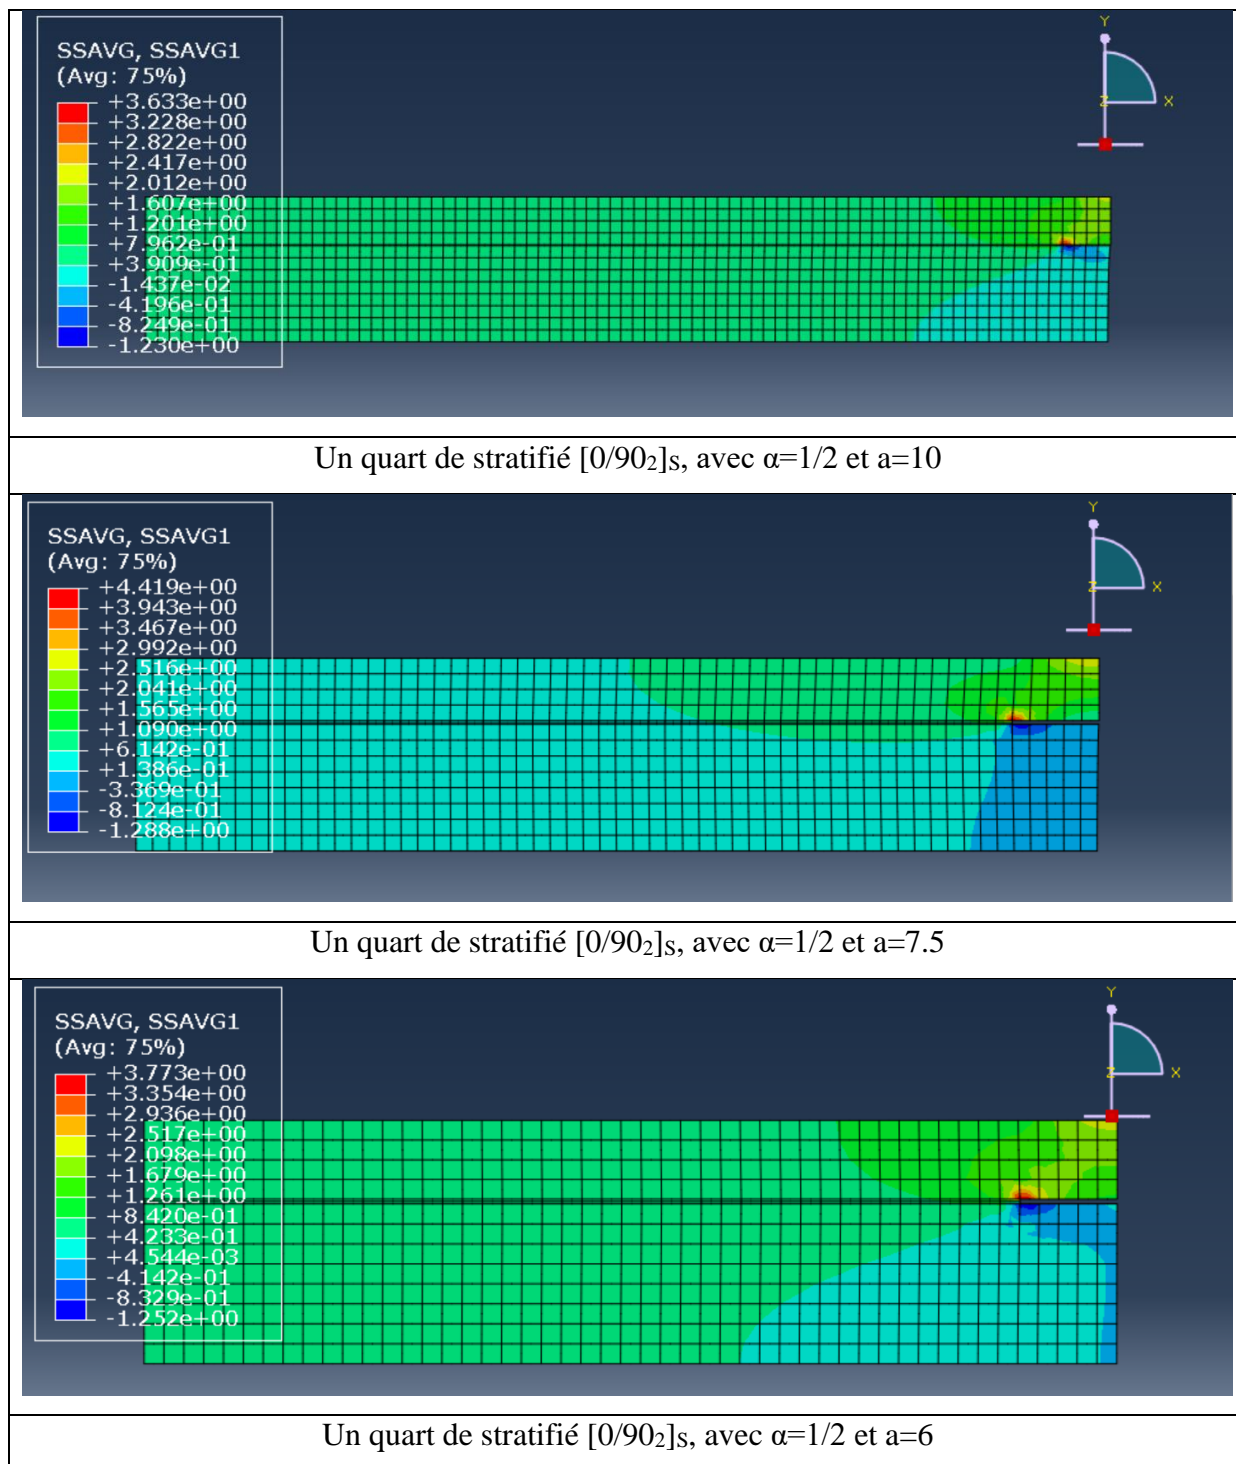 SSAVG, SSAVG1
(Avg: 75%)
+3.633e+00
+3.228e+00
+2.822e+00
+2.417e+00
+2.012e+00
+1.607e+00
+1.201e+00
+7.962e-01
+3.909e-01
-1.437e-02
-4.196e-01
-8.249e-01
-1.230e+00
Y
Z
X
Un quart de stratifié [0/90₂]s, avec α=1/2 et a=10
SSAVG, SSAVG1
(Avg: 75%)
+4.419e+00
+3.943e+00
+3.467e+00
+2.992e+00
+2.516e+00
+2.041e+00
+1.565e+00
+1.090e+00
+6.142e-01
+1.386e-01
-3.369e-01
-8.124e-01
-1.288e+00
Y
Z
X
Un quart de stratifié [0/90₂]s, avec α=1/2 et a=7.5
SSAVG, SSAVG1
(Avg: 75%)
+3.773e+00
+3.354e+00
+2.936e+00
+2.517e+00
+2.098e+00
+1.679e+00
+1.261e+00
+8.420e-01
+4.233e-01
+4.544e-03
-4.142e-01
-8.329e-01
-1.252e+00
Y
Z
X
Un quart de stratifié [0/90₂]s, avec α=1/2 et a=6